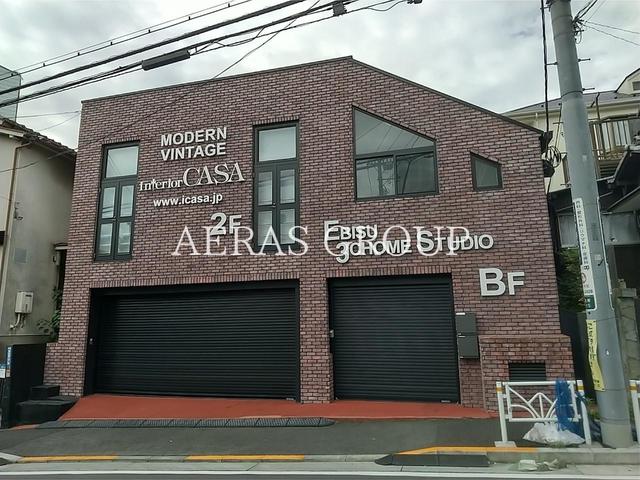 MODERN
VINTAGE
Interior CASA
www.icasa.jp
2F
AERAS GROUP
EBISU
3CHOME STUDIO
BF